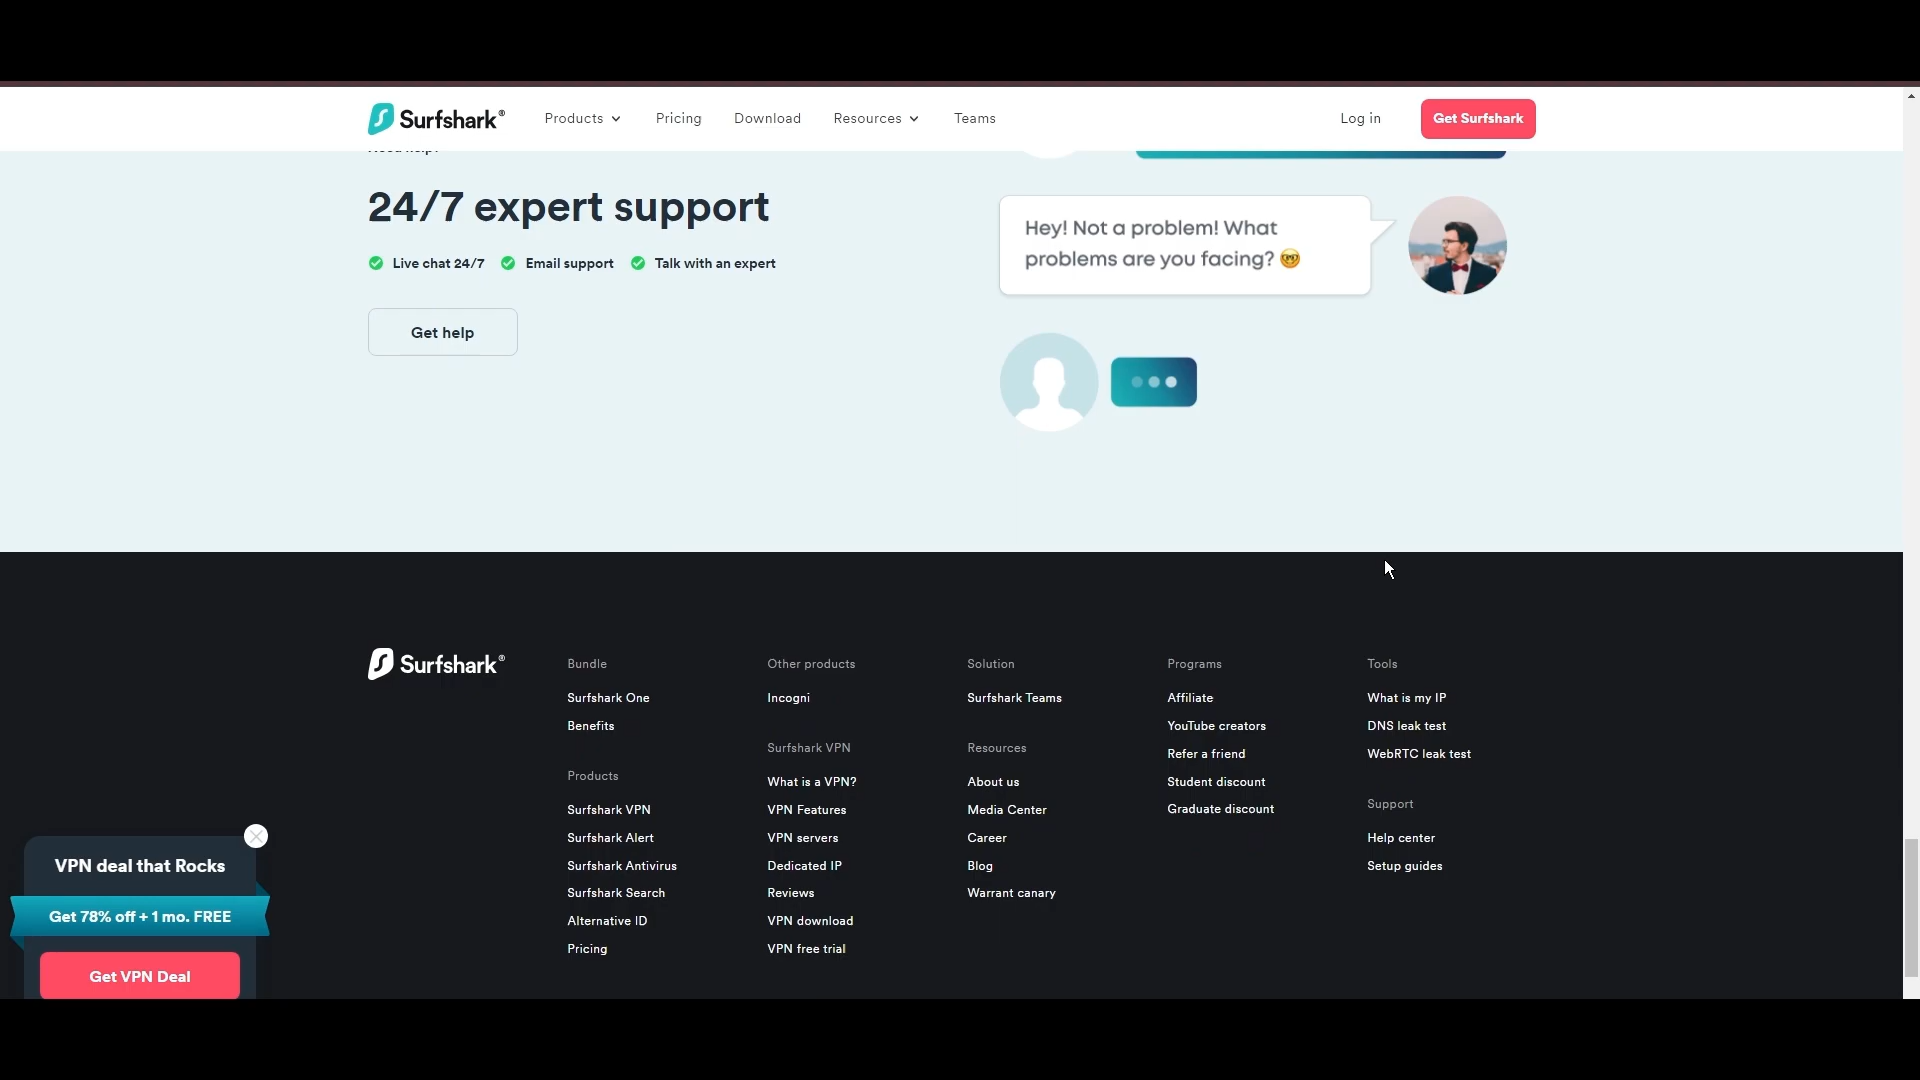 Surfshark®
Products
Pricing
Download
Resources
Teams
Log in
Get Surfshark
24/7 expert support
Live chat 24/7
Email support
Talk with an expert
Get help
Hey! Not a problem! What
problems are you facing? 🤓
Surfshark®
Bundle
Surfshark One
Benefits
Products
Surfshark VPN
Surfshark Alert
Surfshark Antivirus
Surfshark Search
Alternative ID
Pricing
Other products
Incogni
Surfshark VPN
What is a VPN?
VPN Features
VPN servers
Dedicated IP
Reviews
VPN download
VPN free trial
Solution
Surfshark Teams
Resources
About us
Media Center
Career
Blog
Warrant canary
Programs
Affiliate
YouTube creators
Refer a friend
Student discount
Graduate discount
Tools
What is my IP
DNS leak test
WebRTC leak test
Support
Help center
Setup guides
VPN deal that Rocks
Get 78% off + 1 mo. FREE
Get VPN Deal